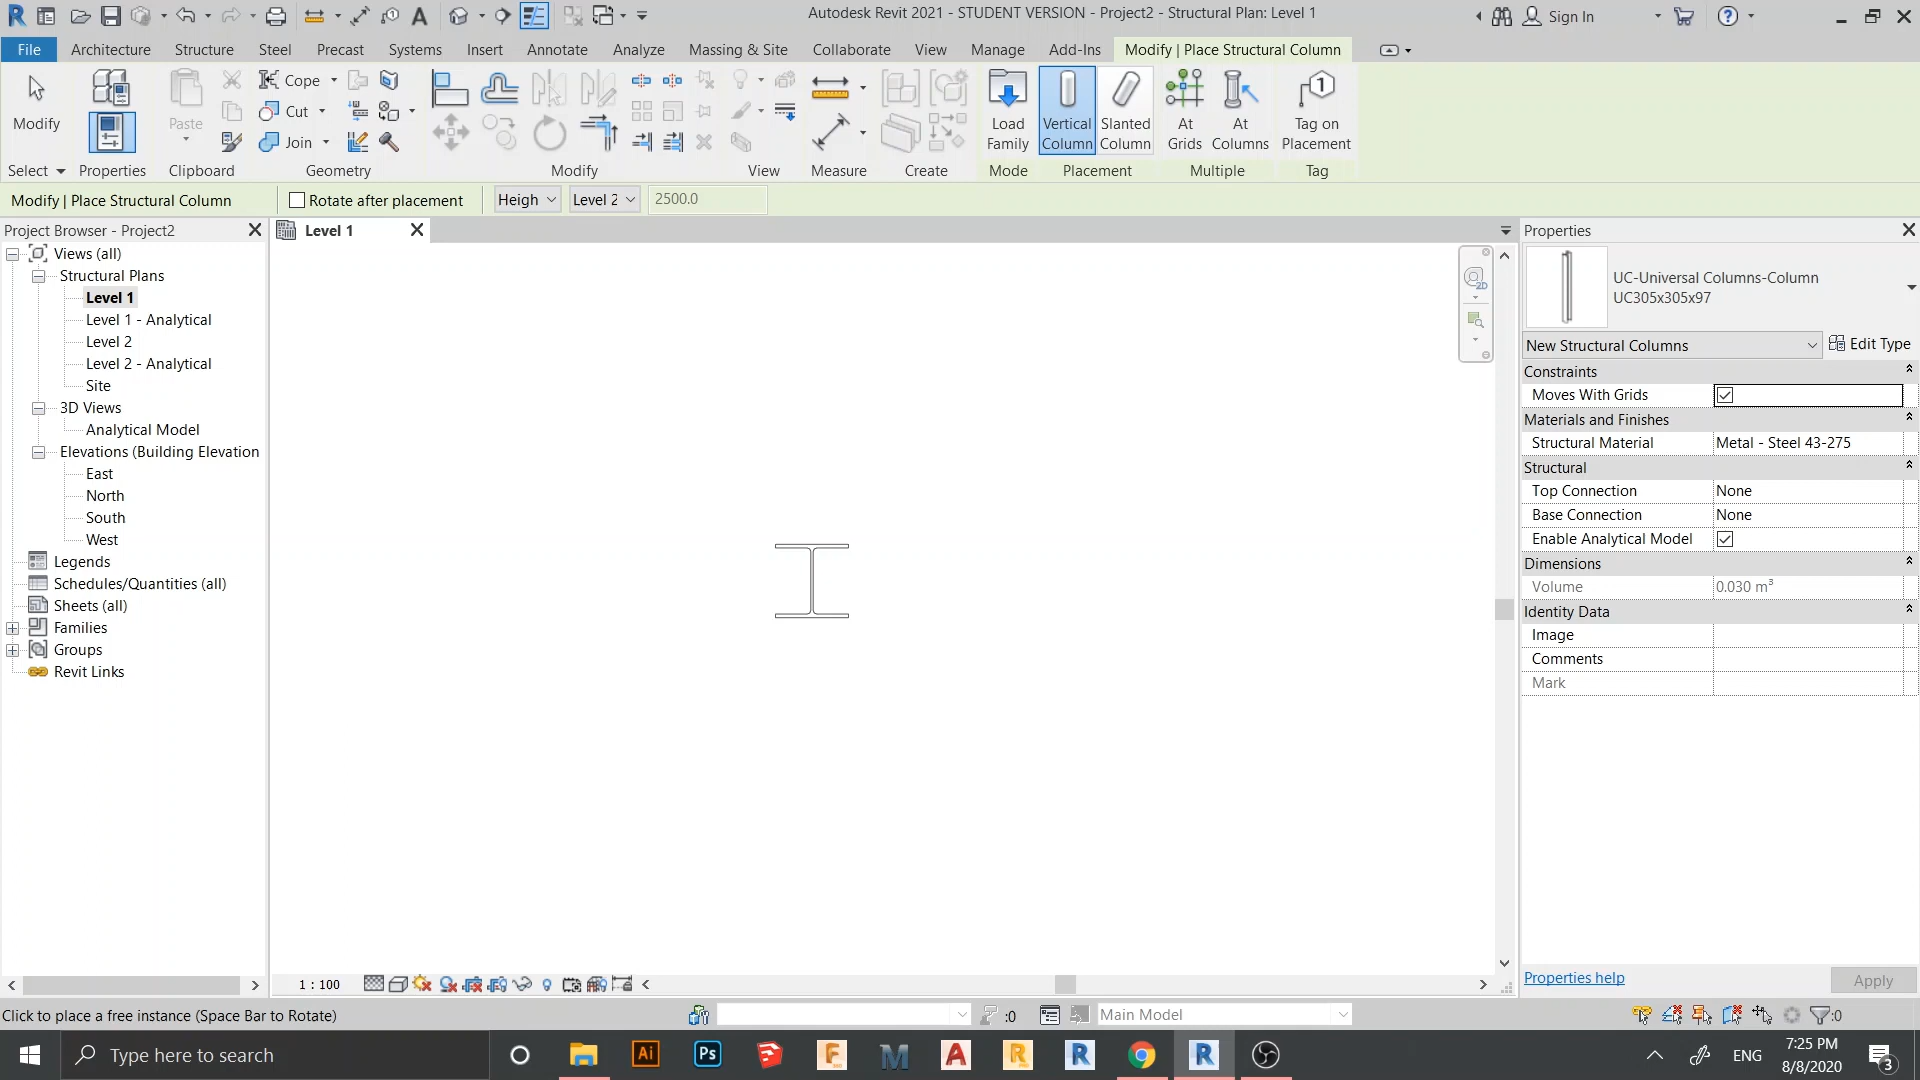 Autodesk Revit 2021 - STUDENT VERSION - Project2 - Structural Plan: Level 1
Sign In
File Architecture Structure Steel Precast Systems Insert Annotate Analyze Massing & Site Collaborate View Manage Add-Ins Modify | Place Structural Column
Modify
Paste
Cope
Cut
Join
Load Family
Vertical Column
Slanted Column
At Grids
At Columns
Tag on Placement
Select Properties Clipboard Geometry Modify View Measure Create Mode Placement Multiple Tag
Modify | Place Structural Column
Rotate after placement
Heigh
Level 2
2500.0
Project Browser - Project2
Views (all)
Structural Plans
Level 1
Level 1 - Analytical
Level 2
Level 2 - Analytical
Site
3D Views
Analytical Model
Elevations (Building Elevation
East
North
South
West
Legends
Schedules/Quantities (all)
Sheets (all)
Families
Groups
Revit Links
Level 1
2D
1 : 100
Properties
UC-Universal Columns-Column
UC305x305x97
New Structural Columns
Edit Type
Constraints
Moves With Grids
Materials and Finishes
Structural Material Metal - Steel 43-275
Structural
Top Connection None
Base Connection None
Enable Analytical Model
Dimensions
Volume 0.030 m³
Identity Data
Image
Comments
Mark
Properties help
Apply
Click to place a free instance (Space Bar to Rotate)
:0
Main Model
:0
Type here to search
Ai
Ps
ENG
7:25 PM
8/8/2020
3